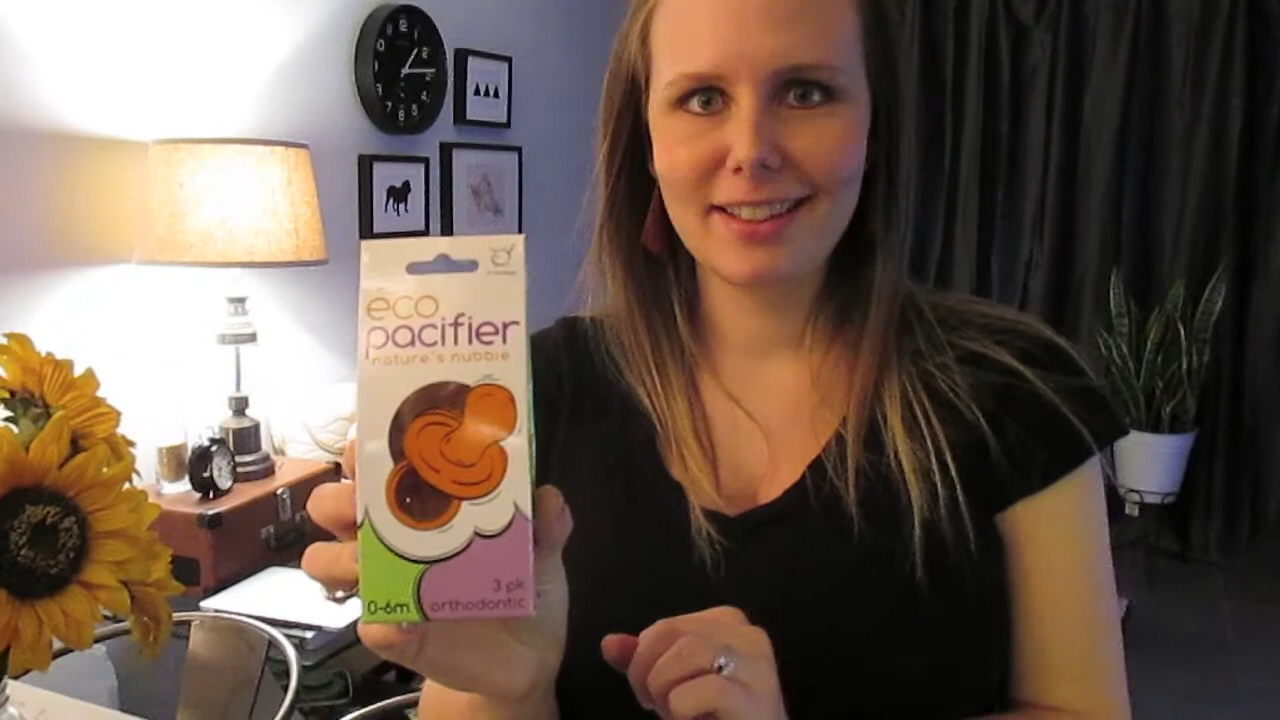 eco
pacifier
nature's nubbie
3 pk
0-6m orthodontic